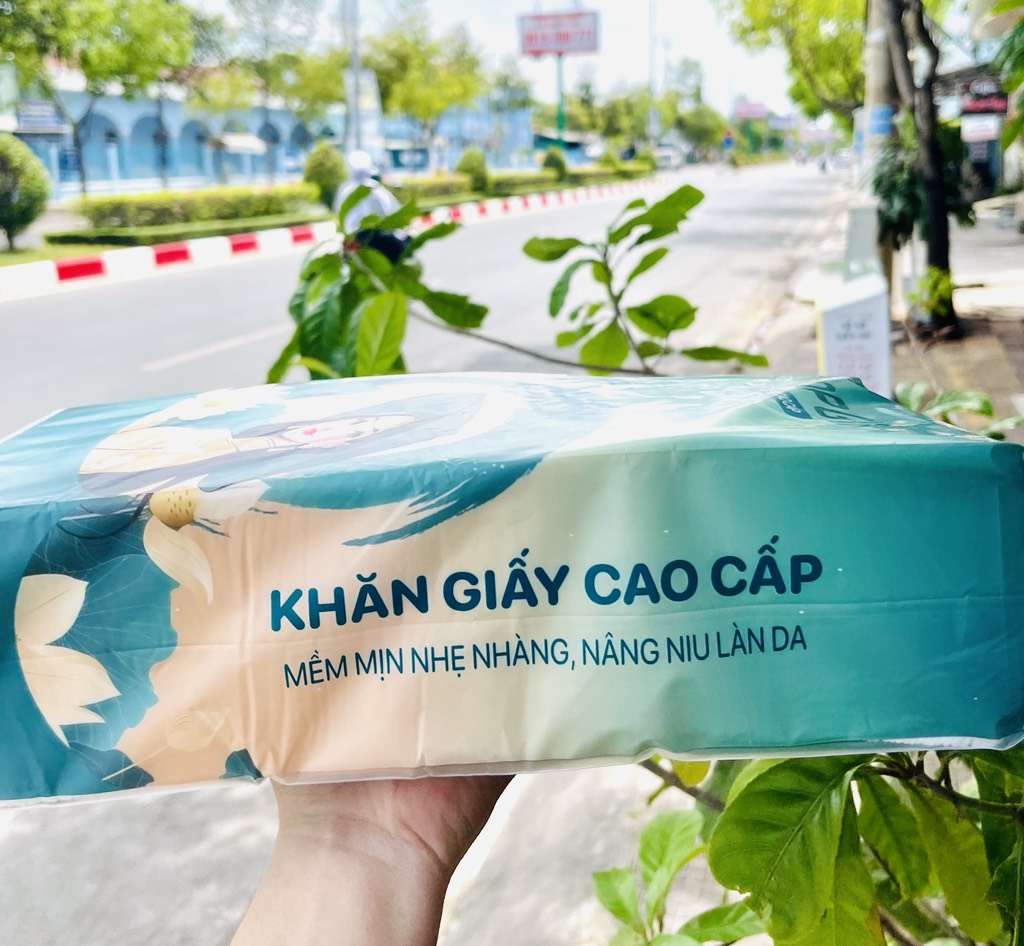 KHĂN GIẤY CAO CẤP
MỀM MỊN NHẸ NHÀNG, NÂNG NIU LÀN DA